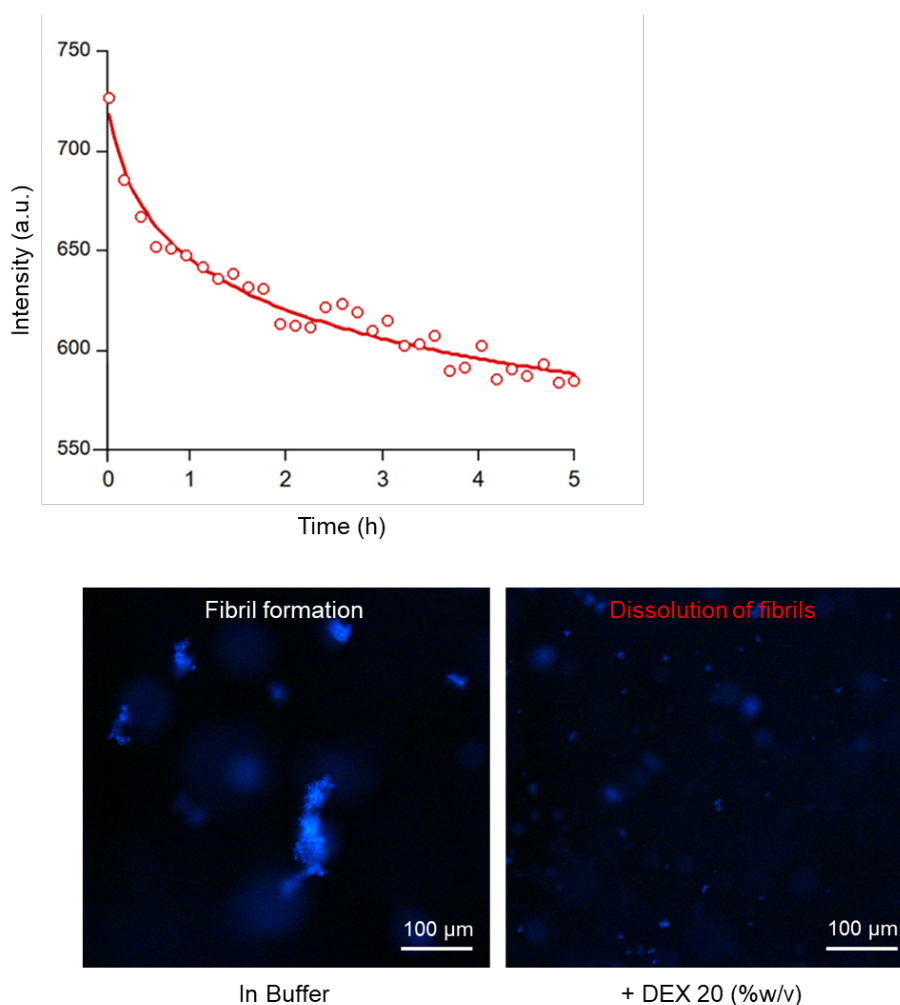 750
700
650
600
550
Intensity (a.u.)
0 1 2 3 4 5
Time (h)
Fibril formation
Dissolution of fibrils
100 µm
100 µm
In Buffer
+ DEX 20 (%w/v)